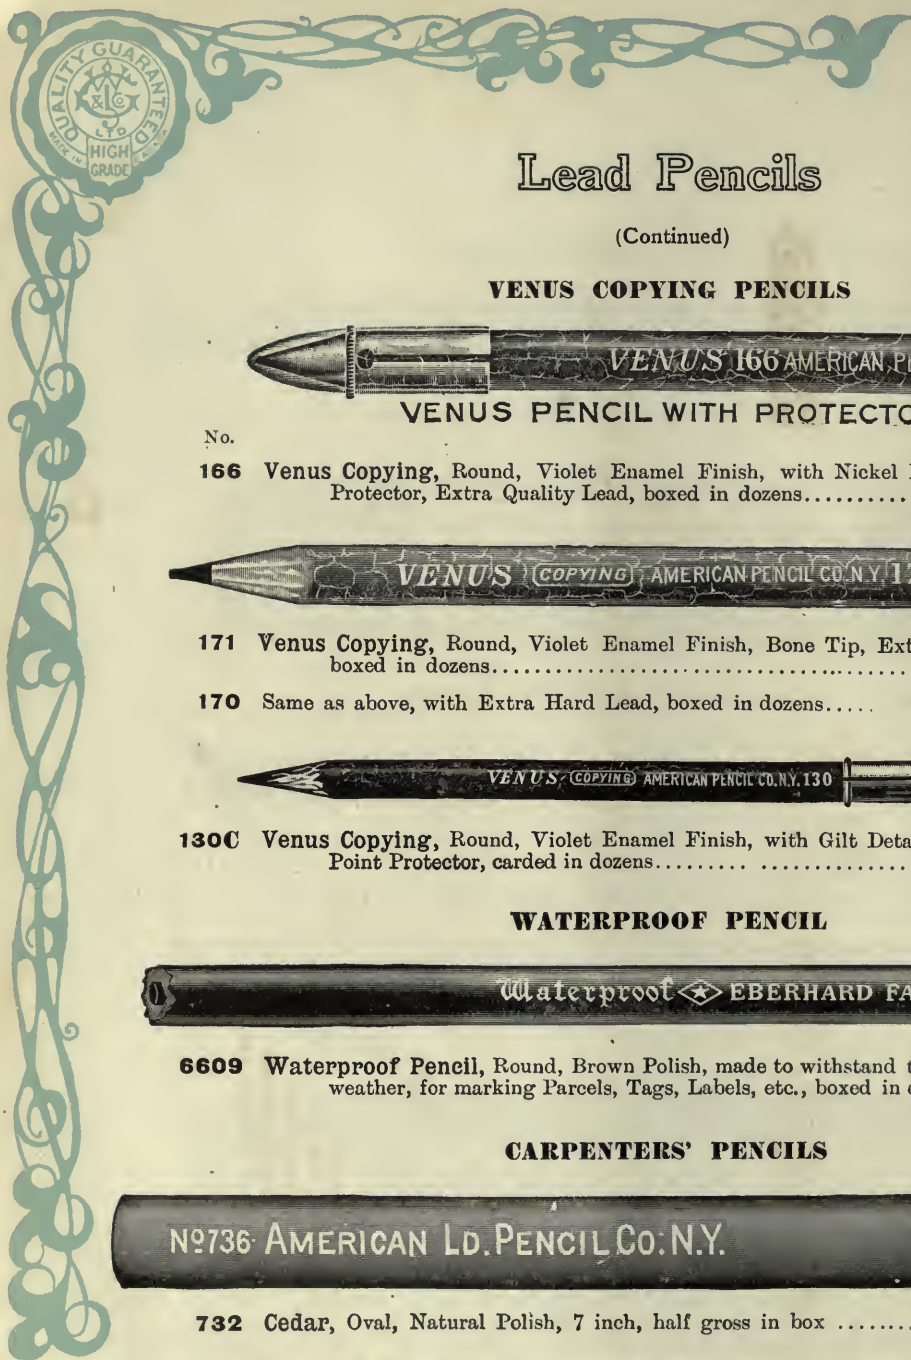 QUALITY GUARANTEED
LTD
MADE IN
HIGH
GRADE
Lead Pencils
(Continued)
VENUS COPYING PENCILS
VENUS 166 AMERICAN
VENUS PENCIL WITH
No.
166 Venus Copying, Round, Violet Enamel Finish, with Nickel
Protector, Extra Quality Lead, boxed in dozens..........
VENUS COPYING AMERICAN PENCIL CO. N.Y.
171 Venus Copying, Round, Violet Enamel Finish, Bone Tip,
boxed in dozens........................................
170 Same as above, with Extra Hard Lead, boxed in dozens.....
VENUS COPYING AMERICAN PENCIL CO. N.Y. 130
130C Venus Copying, Round, Violet Enamel Finish, with Gilt
Point Protector, carded in dozens......... ..............
WATERPROOF PENCIL
Waterproof EBERHARD
6609 Waterproof Pencil, Round, Brown Polish, made to withstand
weather, for marking Parcels, Tags, Labels, etc., boxed in
CARPENTERS' PENCILS
Nº736 AMERICAN LD. PENCIL CO. N.Y.
732 Cedar, Oval, Natural Polish, 7 inch, half gross in box ........